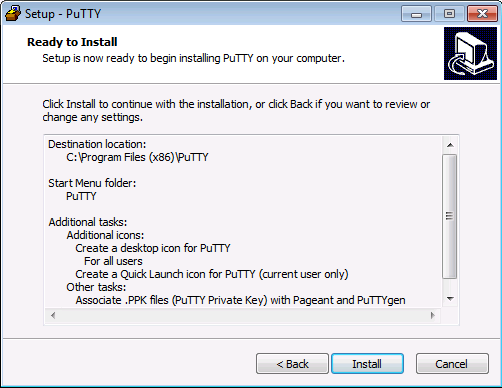 Setup - PuTTY
Ready to Install
Setup is now ready to begin installing PuTTY on your computer.
Click Install to continue with the installation, or click Back if you want to review or
change any settings.
Destination location:
C:\Program Files (x86)\PuTTY
Start Menu folder:
PuTTY
Additional tasks:
Additional icons:
Create a desktop icon for PuTTY
For all users
Create a Quick Launch icon for PuTTY (current user only)
Other tasks:
Associate .PPK files (PuTTY Private Key) with Pageant and PuTTYgen
< Back
Install
Cancel